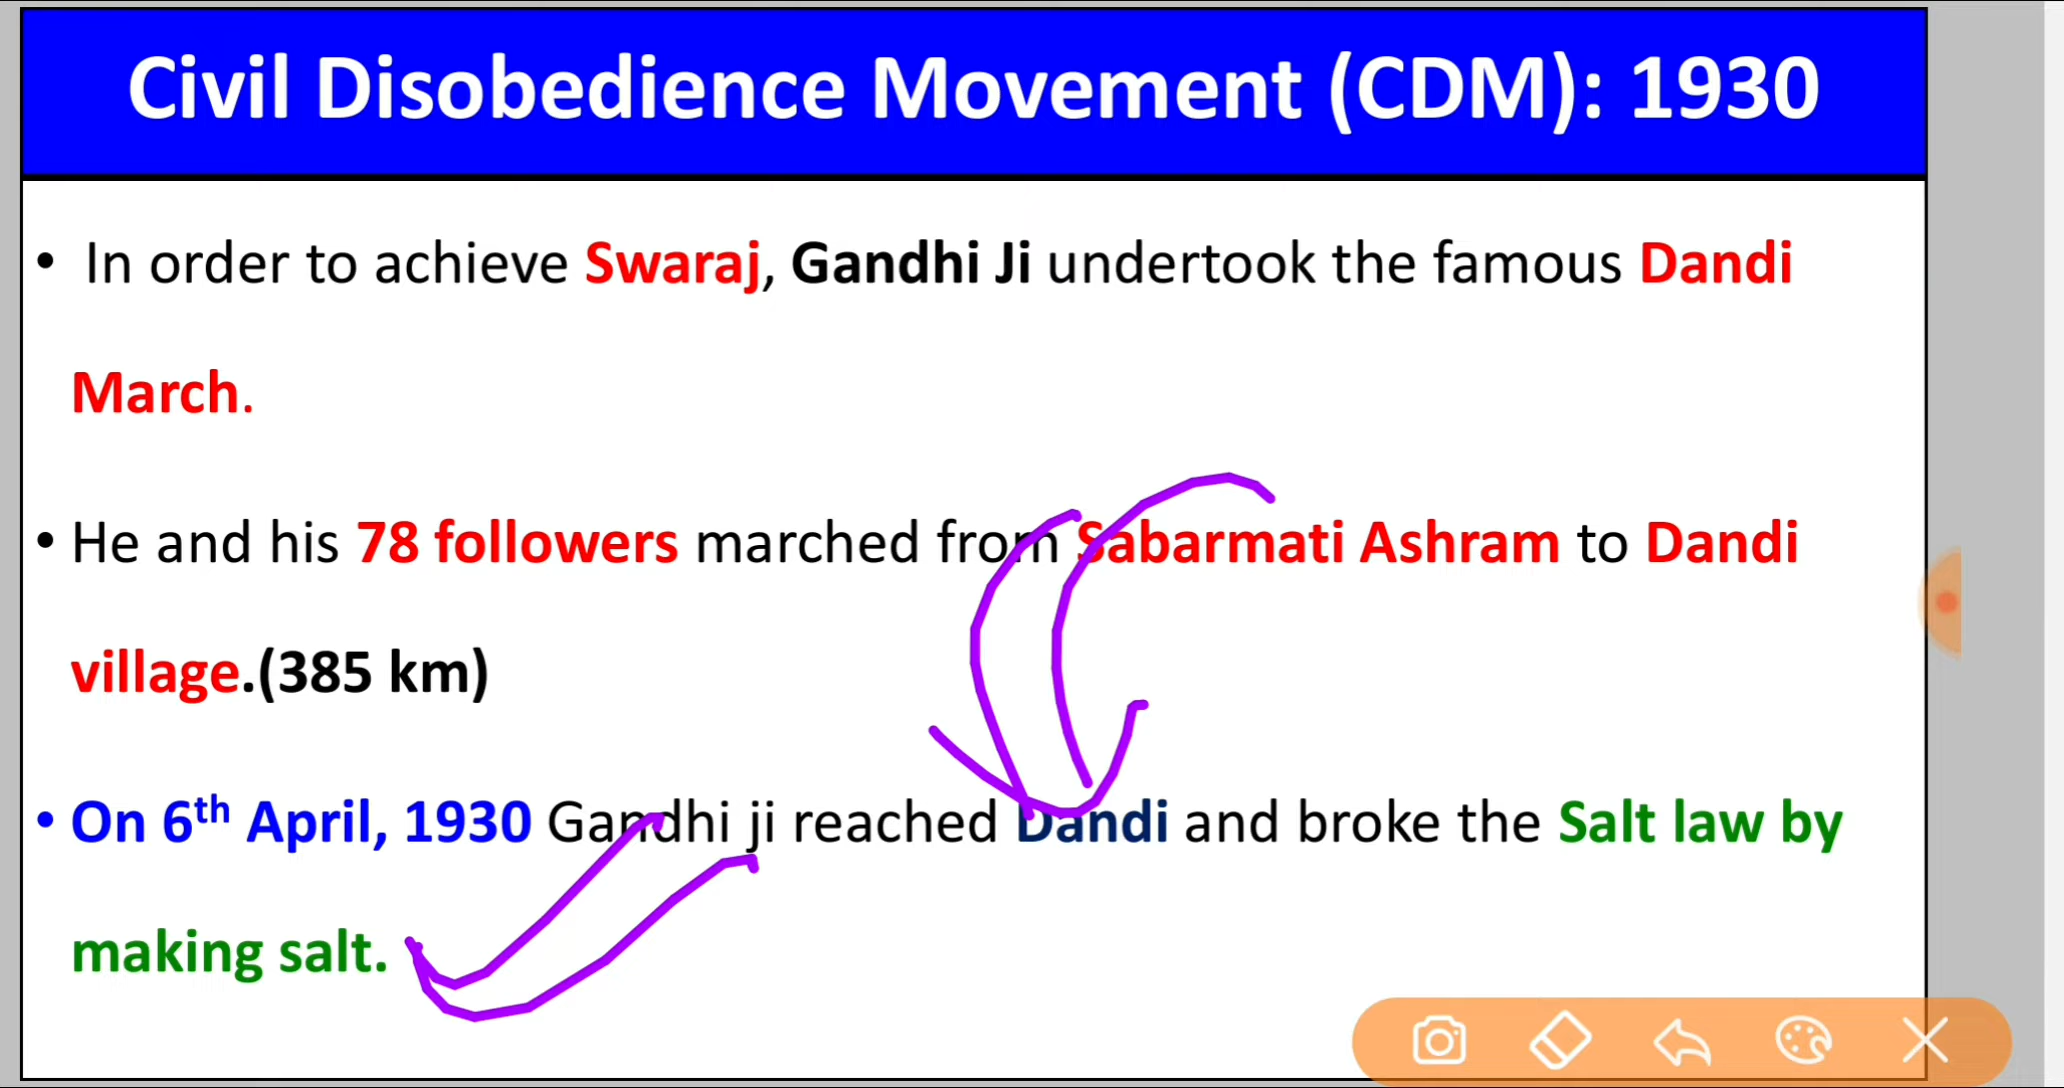 Civil Disobedience Movement (CDM): 1930
• In order to achieve Swaraj, Gandhi Ji undertook the famous Dandi
March.
• He and his 78 followers marched from Sabarmati Ashram to Dandi
village.(385 km)
• On 6th April, 1930 Gandhi ji reached Dandi and broke the Salt law by
making salt.